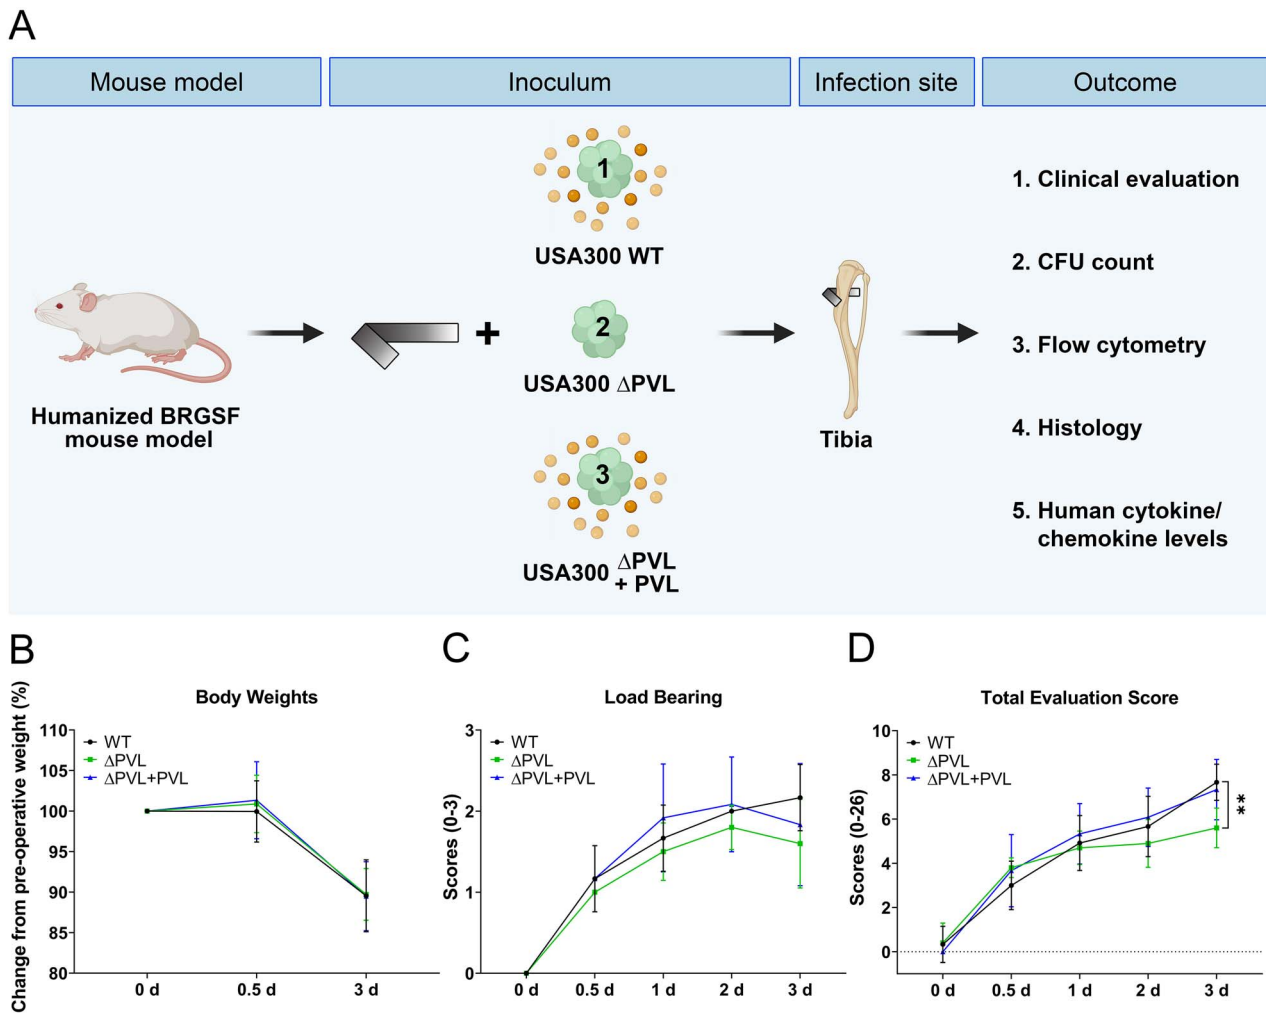 A
Mouse model
Inoculum
Infection site
Outcome
1
USA300 WT
+
2
USA300 ΔPVL
3
USA300 ΔPVL
+ PVL
Humanized BRGSF
mouse model
Tibia
1. Clinical evaluation
2. CFU count
3. Flow cytometry
4. Histology
5. Human cytokine/
chemokine levels
B
Body Weights
Change from pre-operative weight (%)
110
105
100
95
90
85
80
WT
ΔPVL
ΔPVL+PVL
0 d
0.5 d
3 d
C
Load Bearing
Scores (0-3)
3
2
1
0
WT
ΔPVL
ΔPVL+PVL
0 d
0.5 d
1 d
2 d
3 d
D
Total Evaluation Score
Scores (0-26)
10
8
6
4
2
0
WT
ΔPVL
ΔPVL+PVL
**
0 d
0.5 d
1 d
2 d
3 d